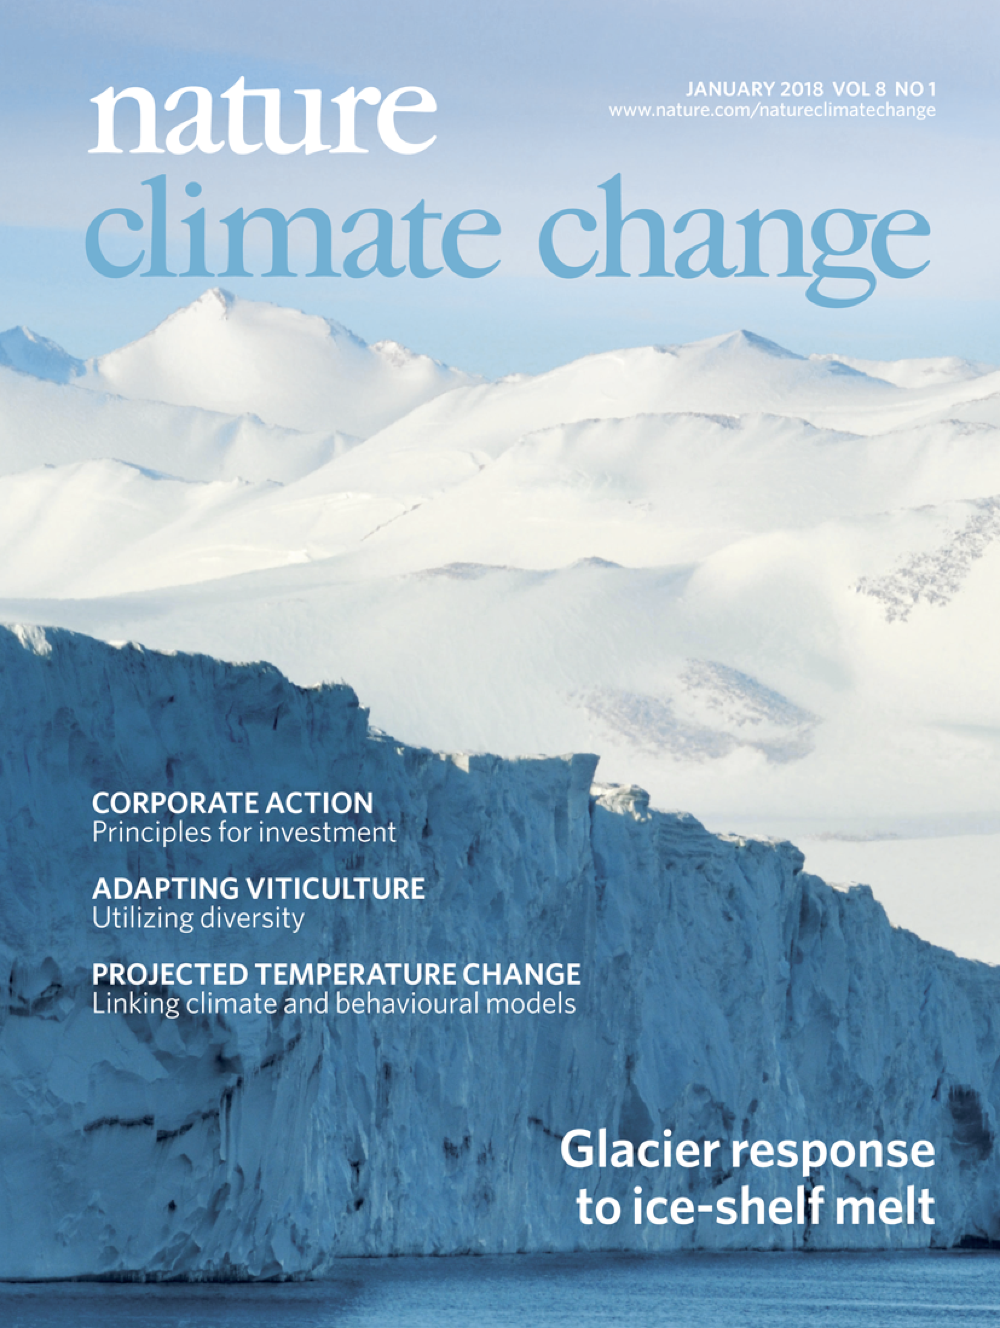 nature
climate change
JANUARY 2018 VOL 8 NO 1
www.nature.com/natureclimatechange
CORPORATE ACTION
Principles for investment
ADAPTING VITICULTURE
Utilizing diversity
PROJECTED TEMPERATURE CHANGE
Linking climate and behavioural models
Glacier response
to ice-shelf melt